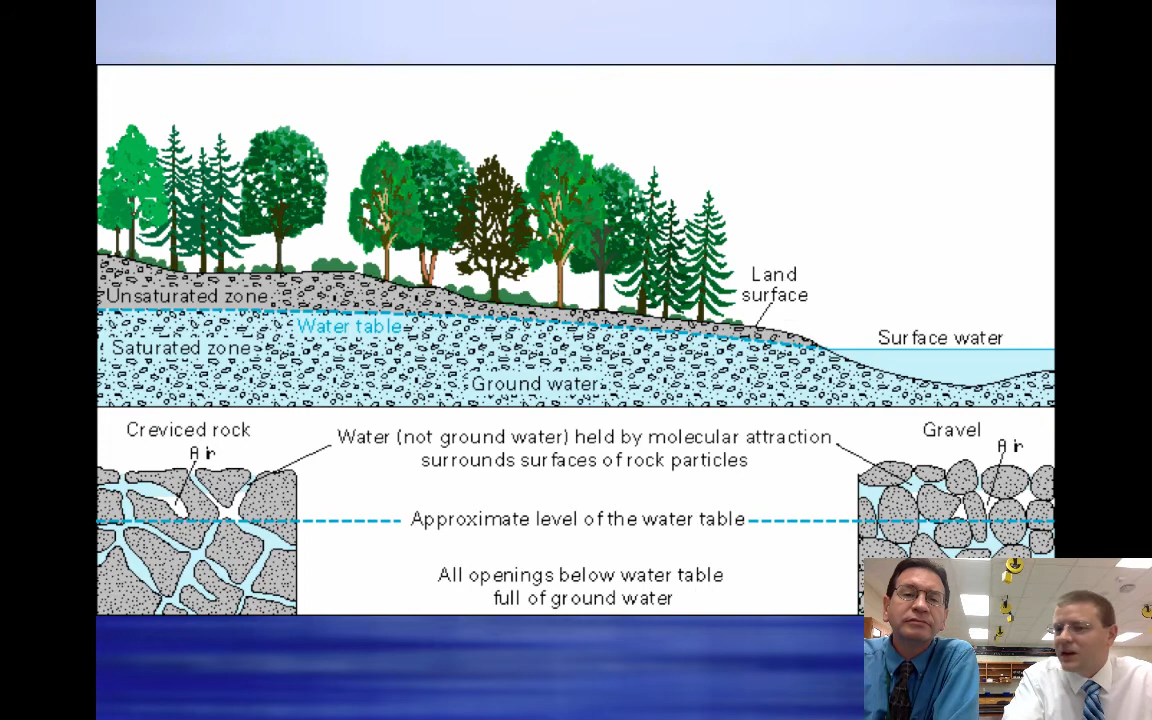 Land
surface
Unsaturated zone
Water table
Surface water
Saturated zone
Ground water
Creviced rock
Air
Water (not ground water) held by molecular attraction
surrounds surfaces of rock particles
Gravel
Air
Approximate level of the water table
All openings below water table
full of ground water